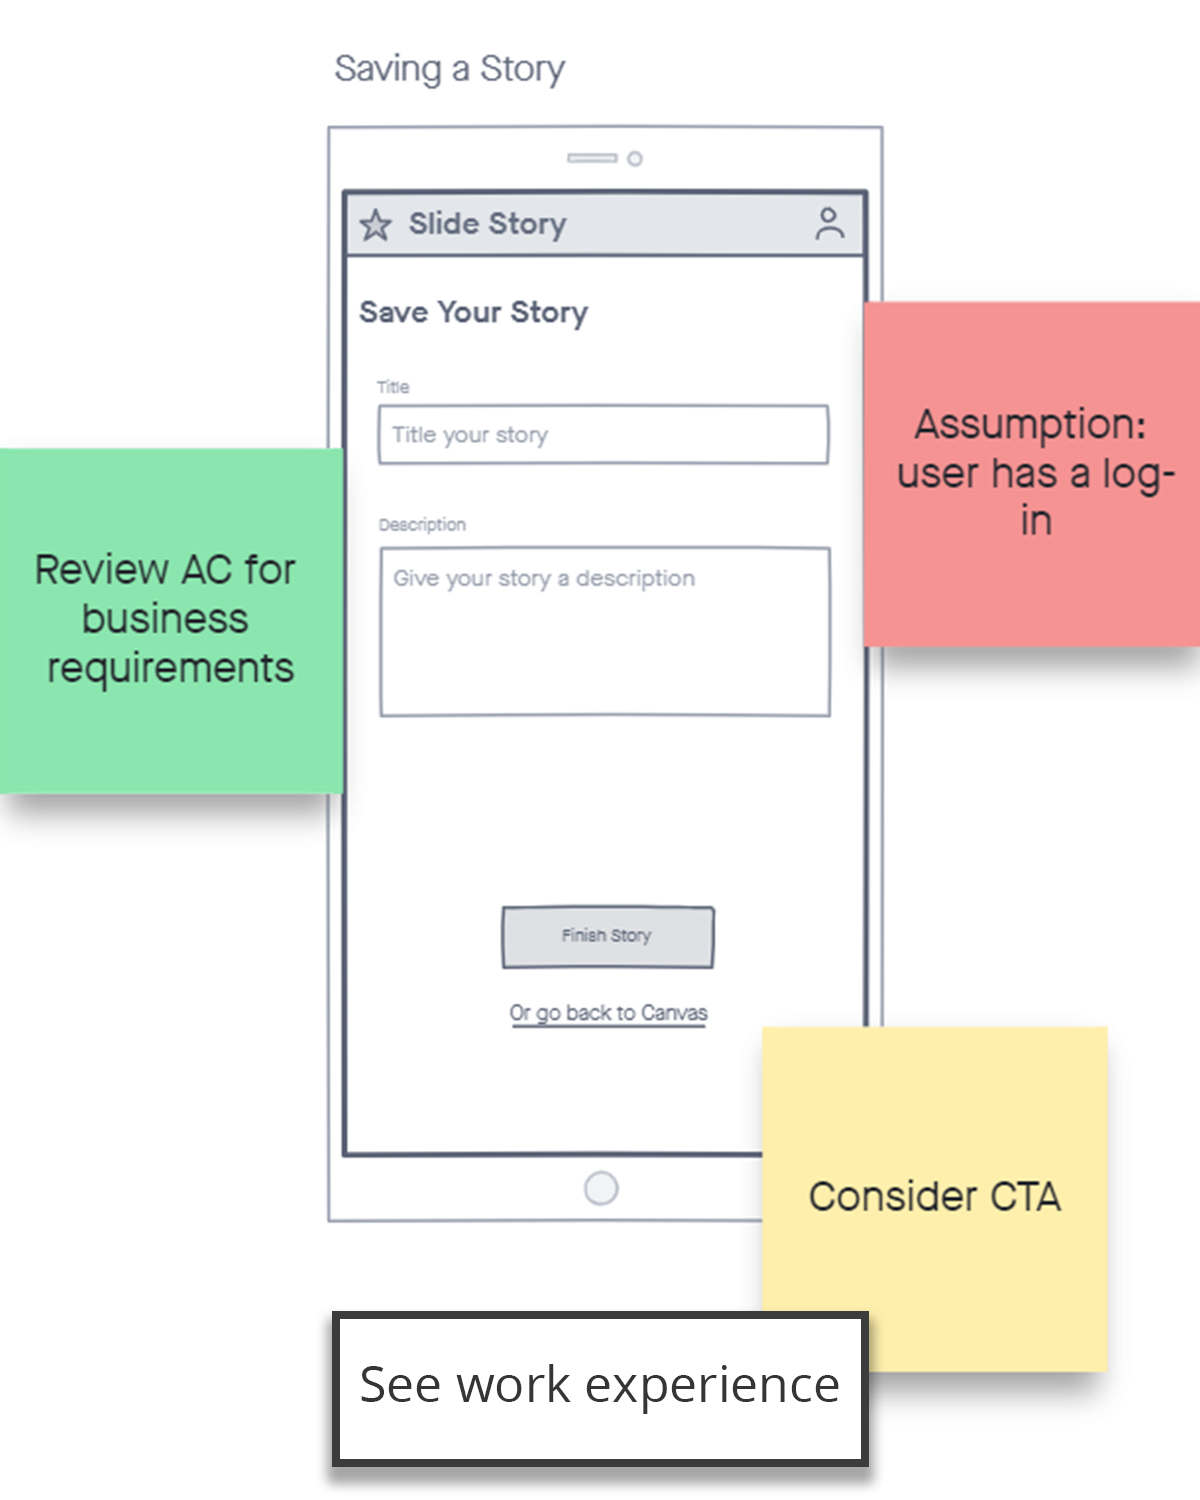 Saving a Story
Slide Story
Save Your Story
Title
Title your story
Description
Give your story a description
Finish Story
Or go back to Canvas
Review AC for
business
requirements
Assumption:
user has a log-
in
Consider CTA
See work experience